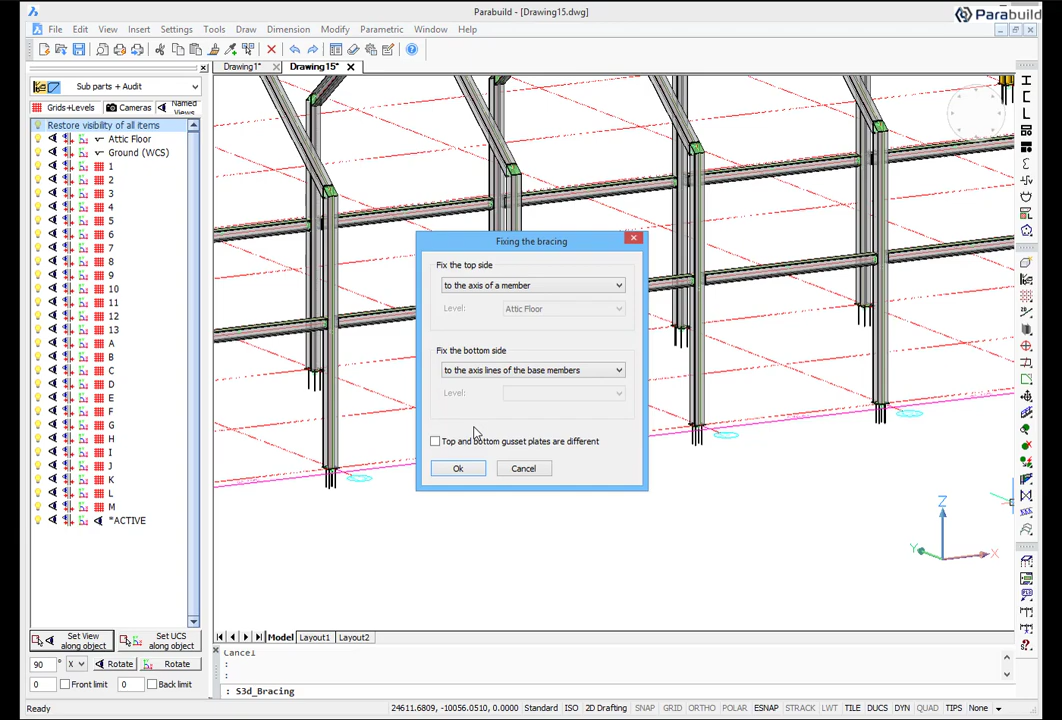 Parabuild - [Drawing15.dwg]
Parabuild
File Edit View Insert Settings Tools Draw Dimension Modify Parametric Window Help
Drawing1* Drawing15*
Sub parts + Audit
Grids+Levels Cameras Named Views
Restore visibility of all items
Attic Floor
Ground (WCS)
1
2
3
4
5
6
7
8
9
10
11
12
13
A
B
C
D
E
F
G
H
I
J
K
L
M
*ACTIVE
Fixing the bracing
Fix the top side
to the axis of a member
Level: Attic Floor
Fix the bottom side
to the axis lines of the base members
Level:
Top and bottom gusset plates are different
Ok Cancel
Z
Y X
Set View along object Set UCS along object
90 ° X Rotate Rotate
0 Front limit 0 Back limit
Model Layout1 Layout2
Cancel
:
:
: S3d_Bracing
Ready 24611.6809, -10056.0510, 0.0000 Standard ISO 2D Drafting SNAP GRID ORTHO POLAR ESNAP STRACK LWT TILE DUCS DYN QUAD TIPS None